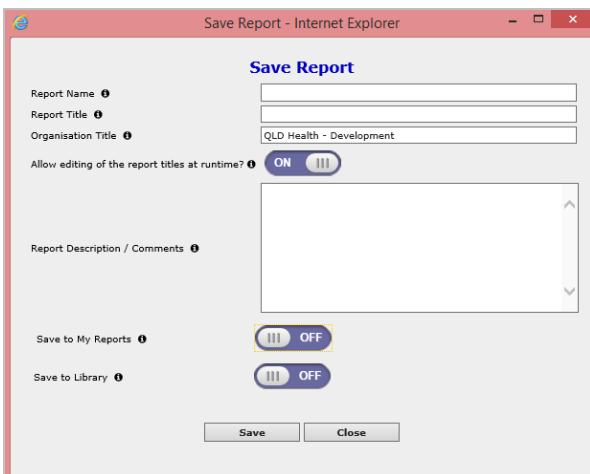 Save Report - Internet Explorer
Save Report
Report Name
Report Title
Organisation Title QLD Health - Development
Allow editing of the report titles at runtime? ON
Report Description / Comments
Save to My Reports OFF
Save to Library OFF
Save Close